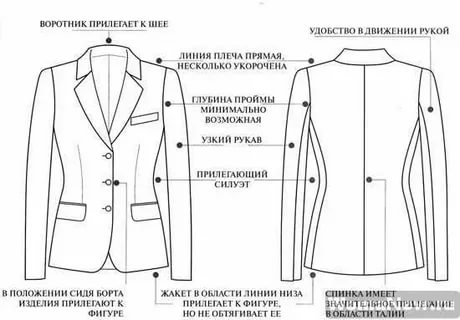 ВОРОТНИК ПРИЛЕГАЕТ К ШЕЕ
УДОБСТВО В ДВИЖЕНИИ РУКОЙ
ЛИНИЯ ПЛЕЧА ПРЯМАЯ,
НЕСКОЛЬКО УКОРОЧЕНА
ГЛУБИНА ПРОЙМЫ
МИНИМАЛЬНО
ВОЗМОЖНАЯ
УЗКИЙ РУКАВ
ПРИЛЕГАЮЩИЙ
СИЛУЭТ
В ПОЛОЖЕНИИ СИДЯ БОРТА
ИЗДЕЛИЯ ПРИЛЕГАЮТ К
ФИГУРЕ
ЖАКЕТ В ОБЛАСТИ ЛИНИИ НИЗА
ПРИЛЕГАЕТ К ФИГУРЕ,
НО НЕ ОБТЯГИВАЕТ ЕЕ
СПИНКА ИМЕЕТ
ЗНАЧИТЕЛЬНОЕ ПРИЛЕГАНИЕ
В ОБЛАСТИ ТАЛИИ